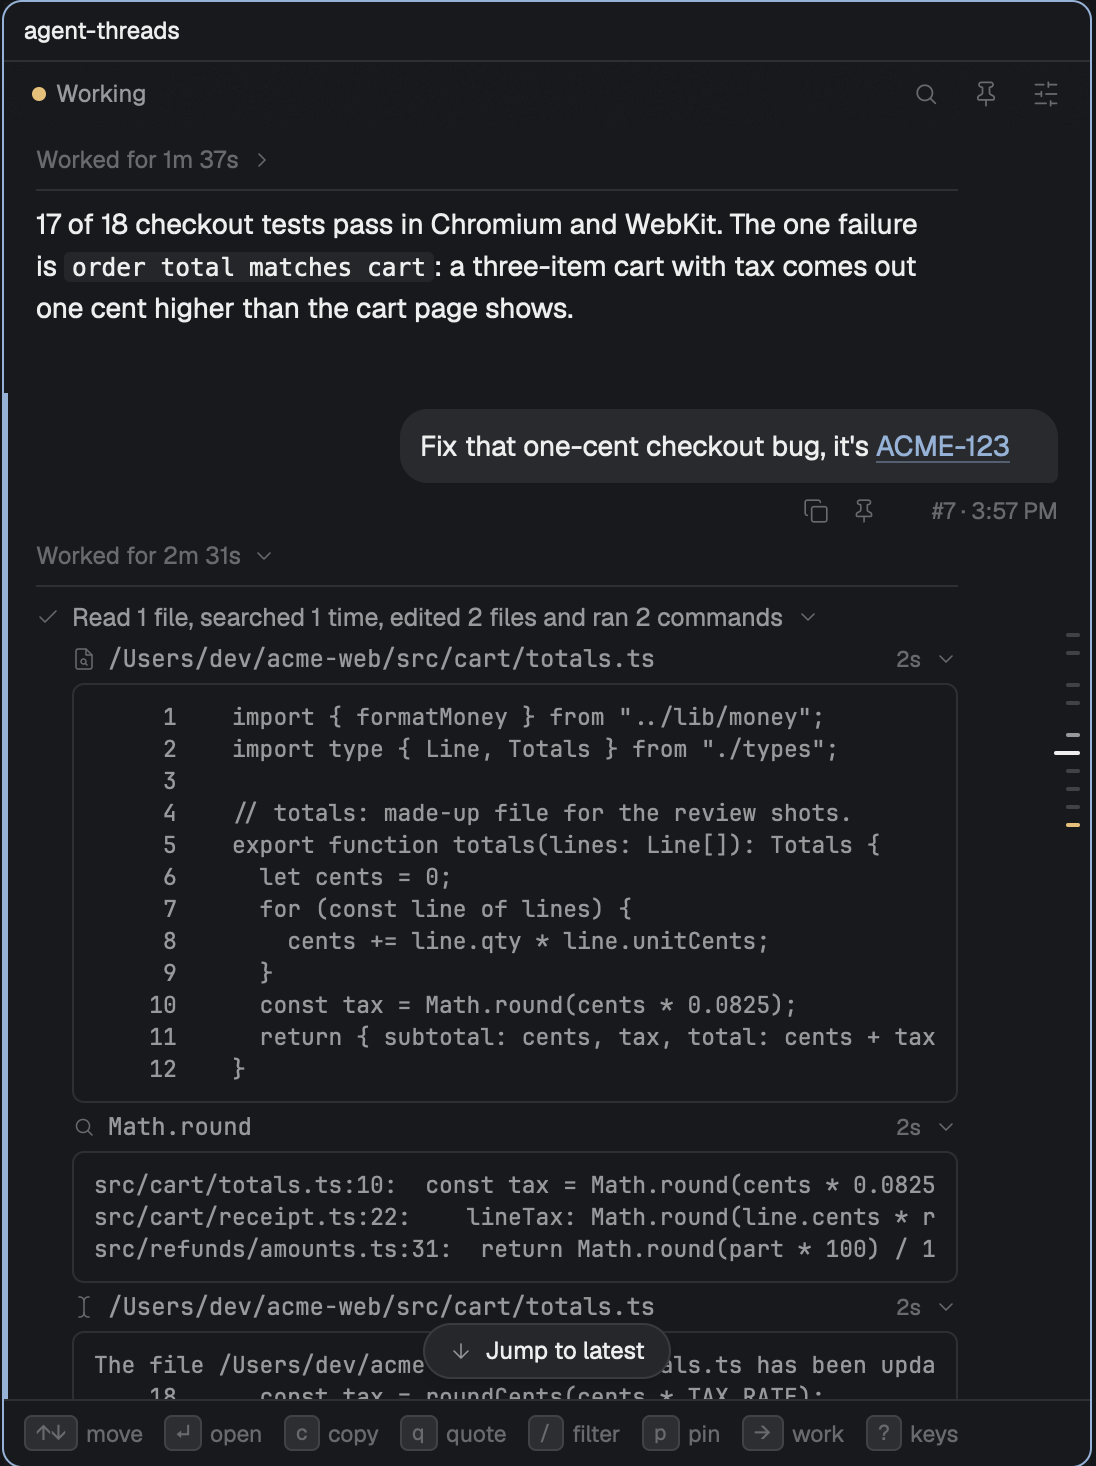 agent-threads
Working
Worked for 1m 37s
17 of 18 checkout tests pass in Chromium and WebKit. The one failure
is order total matches cart: a three-item cart with tax comes out
one cent higher than the cart page shows.
Fix that one-cent checkout bug, it's ACME-123
#7 · 3:57 PM
Worked for 2m 31s
Read 1 file, searched 1 time, edited 2 files and ran 2 commands
/Users/dev/acme-web/src/cart/totals.ts 2s
1 import { formatMoney } from "../lib/money";
2 import type { Line, Totals } from "./types";
3
4 // totals: made-up file for the review shots.
5 export function totals(lines: Line[]): Totals {
6 let cents = 0;
7 for (const line of lines) {
8 cents += line.qty * line.unitCents;
9 }
10 const tax = Math.round(cents * 0.0825);
11 return { subtotal: cents, tax, total: cents + tax
12 }
Math.round 2s
src/cart/totals.ts:10: const tax = Math.round(cents * 0.0825
src/cart/receipt.ts:22: lineTax: Math.round(line.cents * r
src/refunds/amounts.ts:31: return Math.round(part * 100) / 1
/Users/dev/acme-web/src/cart/totals.ts 2s
The file /Users/dev/acme als.ts has been upda
Jump to latest
18 const tax = roundCents(cents * TAX_RATE);
↑↓ move ↵ open c copy q quote / filter p pin → work ? keys